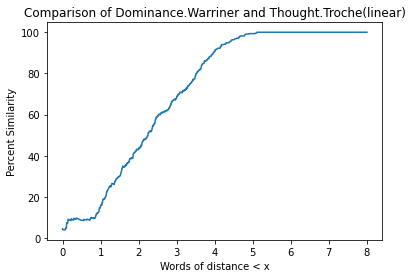 Comparison of Dominance.Warriner and Thought.Troche(linear)
100
80
60
40
20
0
Percent Similarity
0 1 2 3 4 5 6 7 8
Words of distance < x